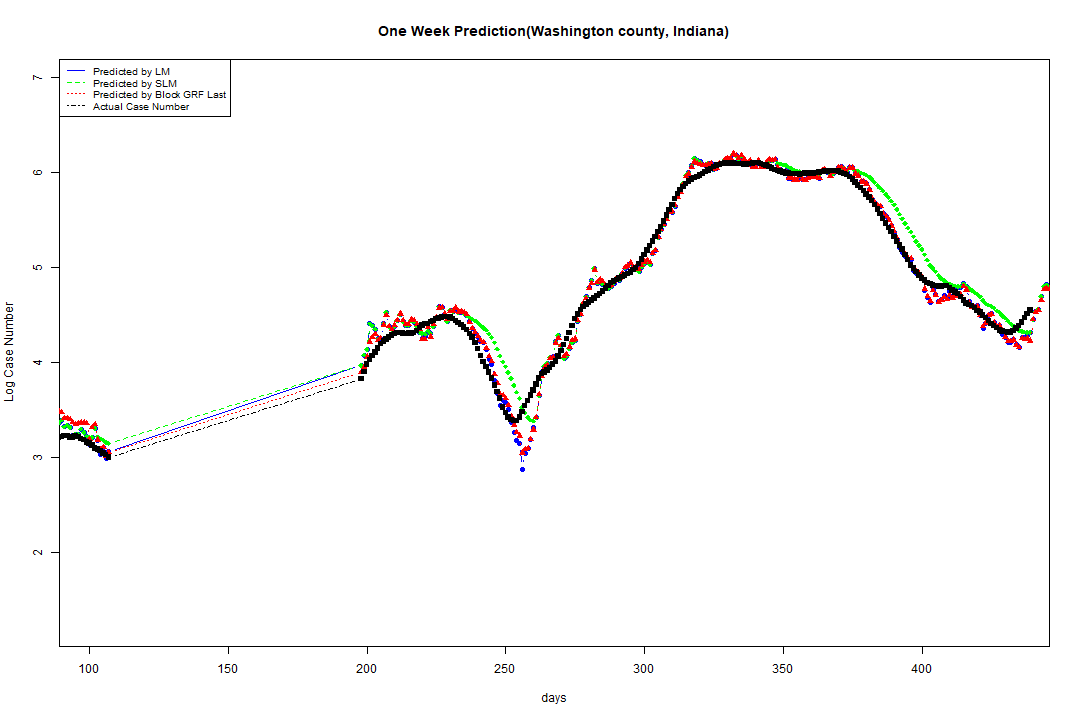 One Week Prediction(Washington county, Indiana)
Predicted by LM
Predicted by SLM
Predicted by Block GRF Last
Actual Case Number
Log Case Number
7
6
5
4
3
2
100 150 200 250 300 350 400
days